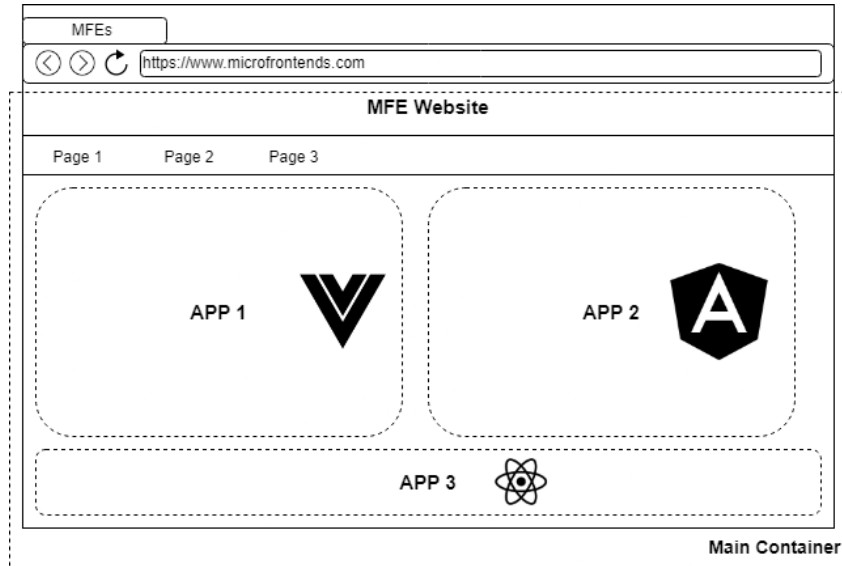 MFEs
https://www.microfrontends.com
MFE Website
Page 1 Page 2 Page 3
APP 1
APP 2
APP 3
Main Container